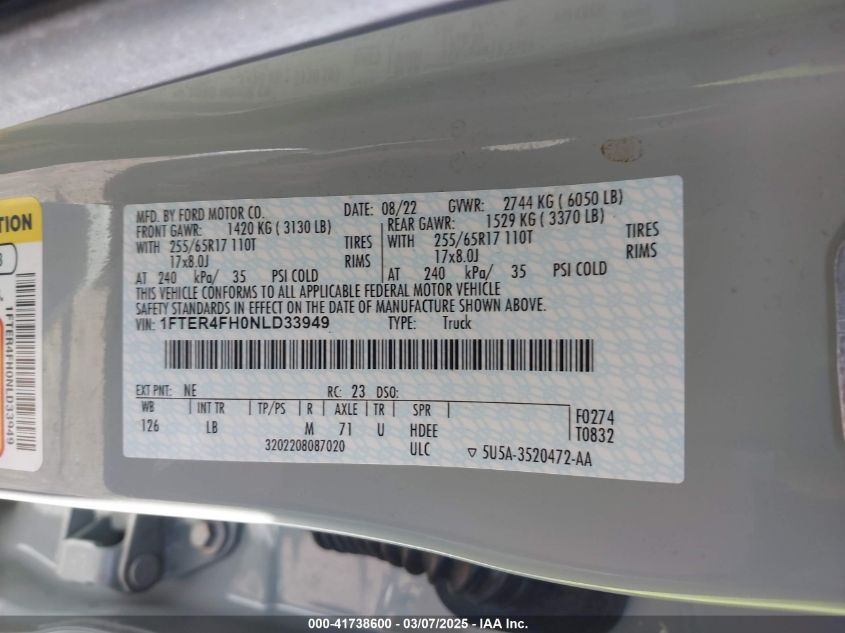 TION
3
1FTER4FH0NLD33949
MFD. BY FORD MOTOR CO. DATE: 08/22 GVWR: 2744 KG ( 6050 LB)
FRONT GAWR: 1420 KG ( 3130 LB) REAR GAWR: 1529 KG ( 3370 LB)
WITH 255/65R17 110T TIRES WITH 255/65R17 110T TIRES
17x8.0J RIMS 17x8.0J RIMS
AT 240 kPa/ 35 PSI COLD AT 240 kPa/ 35 PSI COLD
THIS VEHICLE CONFORMS TO ALL APPLICABLE FEDERAL MOTOR VEHICLE
SAFETY STANDARDS IN EFFECT ON THE DATE OF MANUFACTURE SHOWN ABOVE.
VIN: 1FTER4FH0NLD33949 TYPE: Truck
EXT PNT: NE RC: 23 DSO:
WB INT TR TP/PS R AXLE TR SPR F0274
126 LB M 71 U HDEE T0832
3202208087020 ULC ▽ 5U5A-3520472-AA
000-41738600 - 03/07/2025 - IAA Inc.